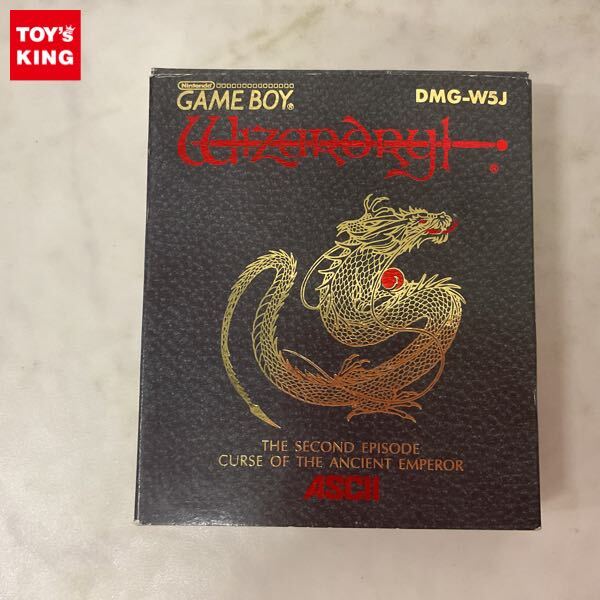 TOY's
KING
Nintendo
GAME BOY®
DMG-W5J
Wizardry®
THE SECOND EPISODE
CURSE OF THE ANCIENT EMPEROR
ASCII